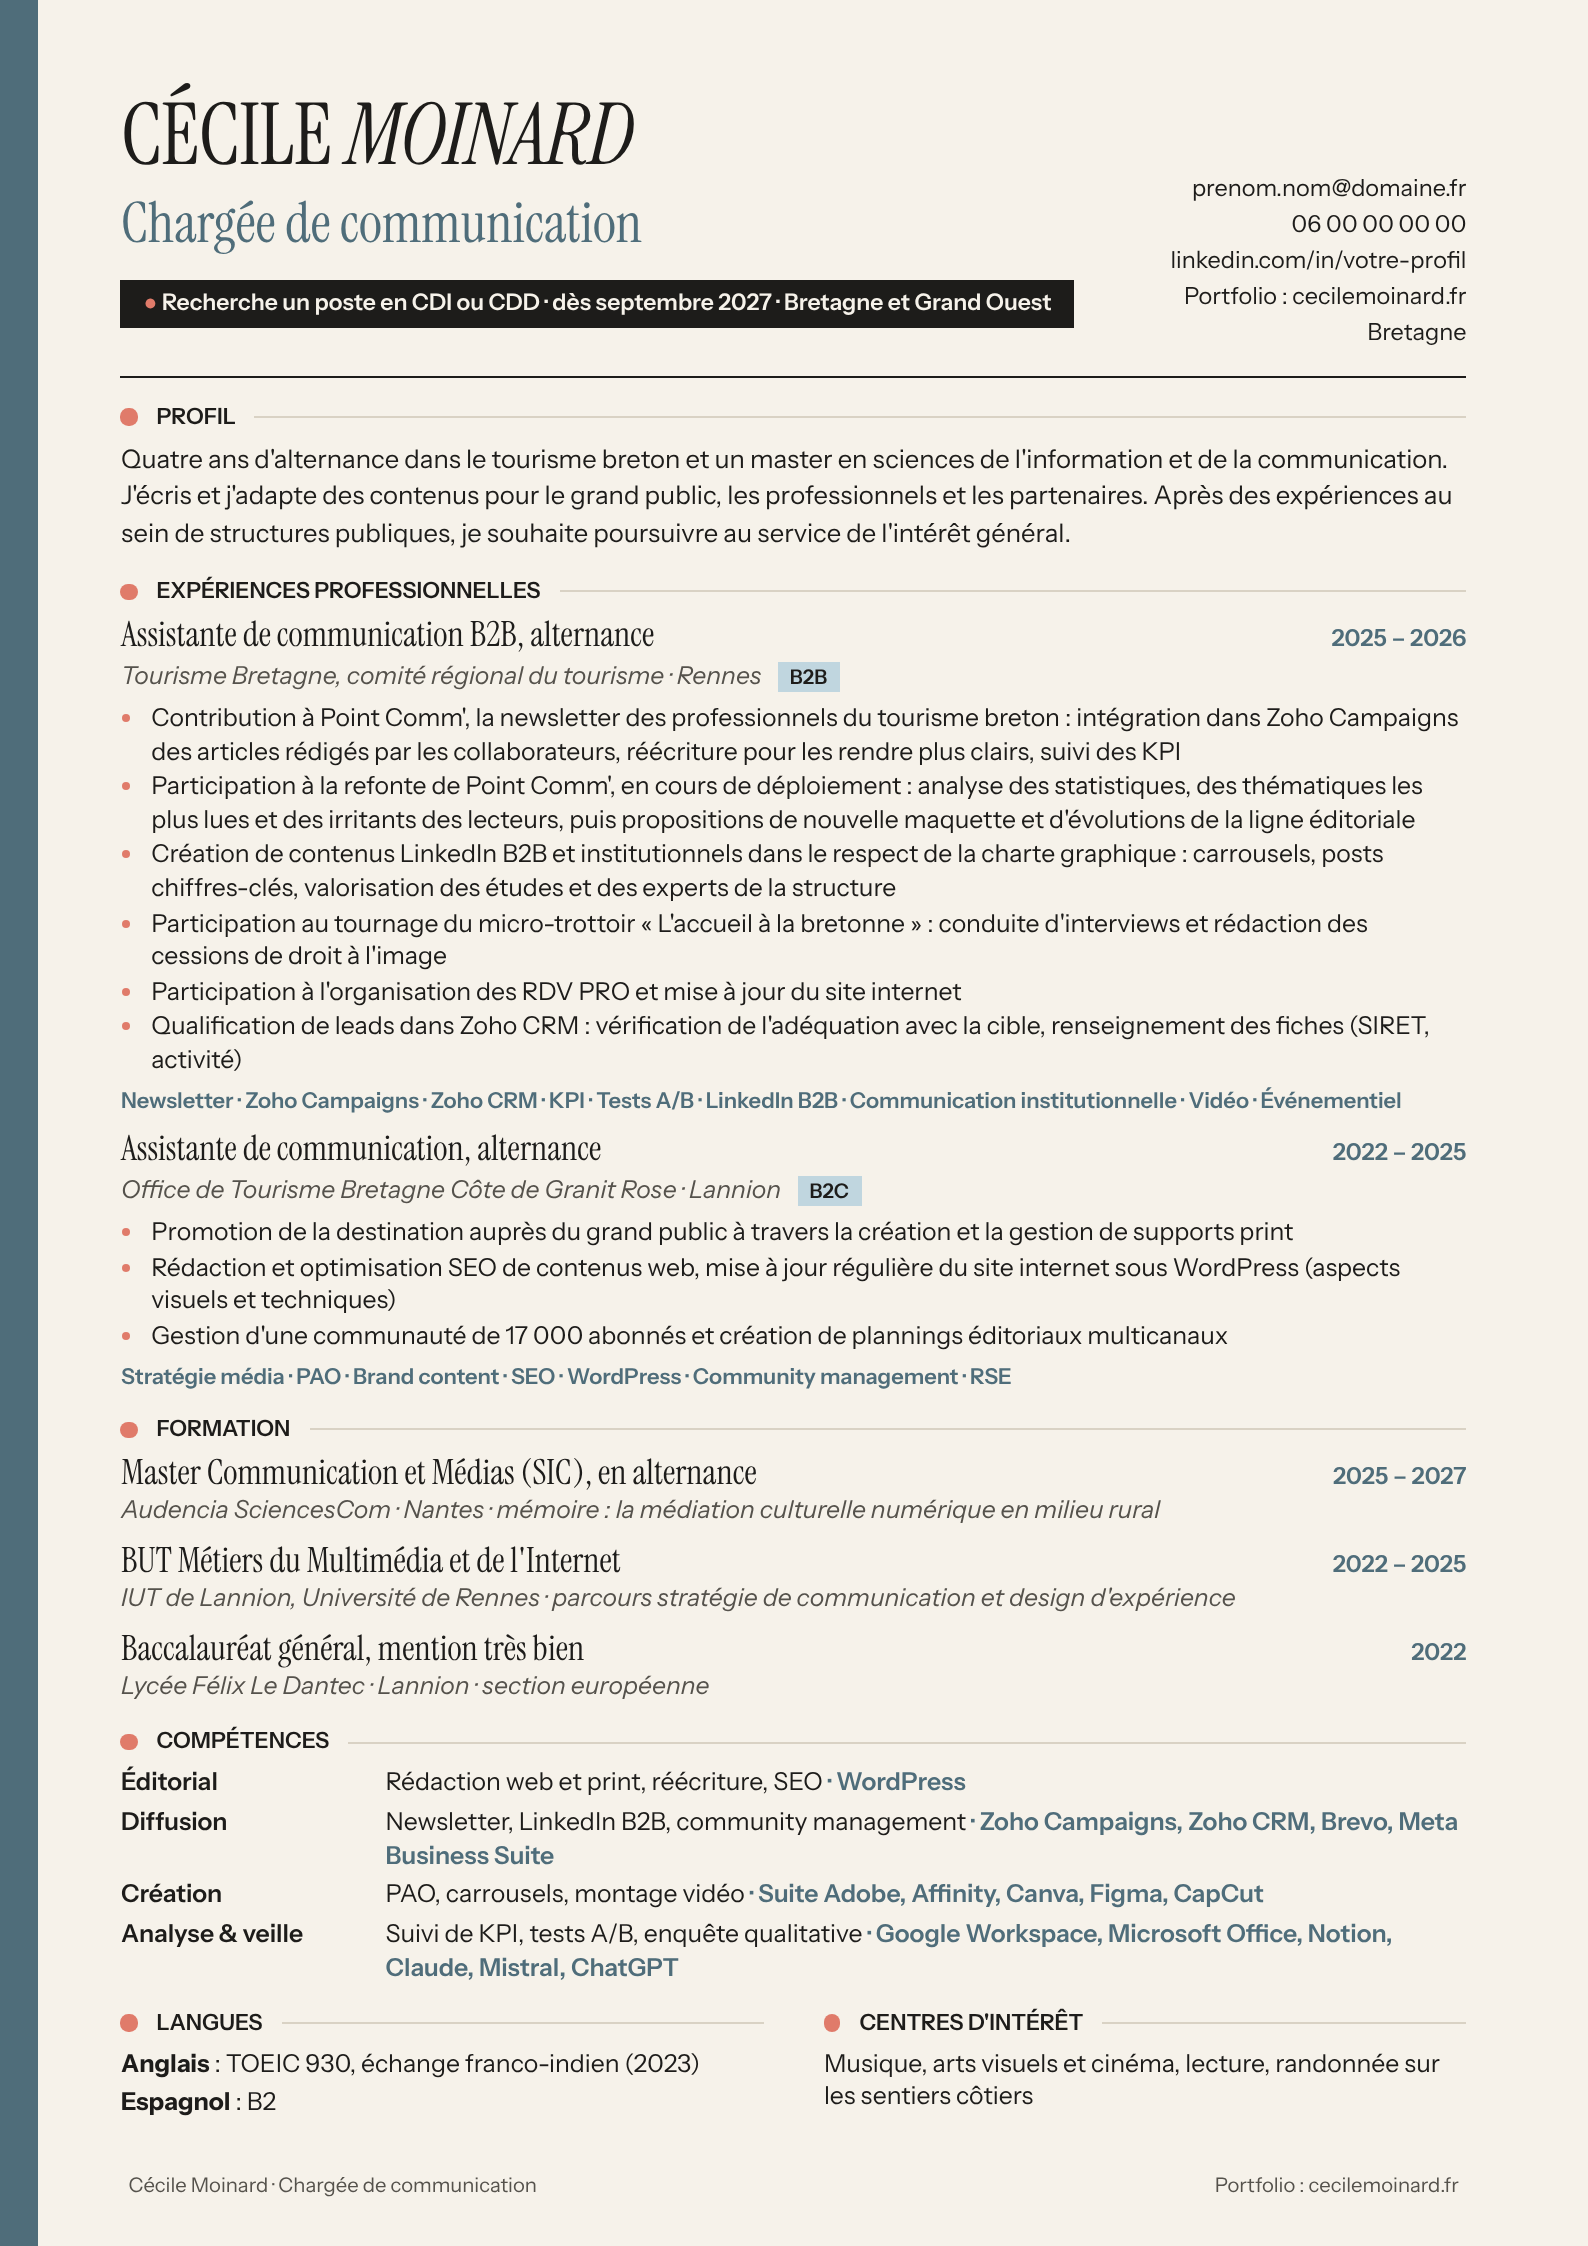 CÉCILE MOINARD
Chargée de communication
• Recherche un poste en CDI ou CDD · dès septembre 2027 · Bretagne et Grand Ouest
prenom.nom@domaine.fr
06 00 00 00 00
linkedin.com/in/votre-profil
Portfolio : cecilemoinard.fr
Bretagne
PROFIL
Quatre ans d'alternance dans le tourisme breton et un master en sciences de l'information et de la communication.
J'écris et j'adapte des contenus pour le grand public, les professionnels et les partenaires. Après des expériences au
sein de structures publiques, je souhaite poursuivre au service de l'intérêt général.
EXPÉRIENCES PROFESSIONNELLES
Assistante de communication B2B, alternance 2025 – 2026
Tourisme Bretagne, comité régional du tourisme · Rennes B2B
• Contribution à Point Comm', la newsletter des professionnels du tourisme breton : intégration dans Zoho Campaigns
des articles rédigés par les collaborateurs, réécriture pour les rendre plus clairs, suivi des KPI
• Participation à la refonte de Point Comm', en cours de déploiement : analyse des statistiques, des thématiques les
plus lues et des irritants des lecteurs, puis propositions de nouvelle maquette et d'évolutions de la ligne éditoriale
• Création de contenus LinkedIn B2B et institutionnels dans le respect de la charte graphique : carrousels, posts
chiffres-clés, valorisation des études et des experts de la structure
• Participation au tournage du micro-trottoir « L'accueil à la bretonne » : conduite d'interviews et rédaction des
cessions de droit à l'image
• Participation à l'organisation des RDV PRO et mise à jour du site internet
• Qualification de leads dans Zoho CRM : vérification de l'adéquation avec la cible, renseignement des fiches (SIRET,
activité)
Newsletter · Zoho Campaigns · Zoho CRM · KPI · Tests A/B · LinkedIn B2B · Communication institutionnelle · Vidéo · Événementiel
Assistante de communication, alternance 2022 – 2025
Office de Tourisme Bretagne Côte de Granit Rose · Lannion B2C
• Promotion de la destination auprès du grand public à travers la création et la gestion de supports print
• Rédaction et optimisation SEO de contenus web, mise à jour régulière du site internet sous WordPress (aspects
visuels et techniques)
• Gestion d'une communauté de 17 000 abonnés et création de plannings éditoriaux multicanaux
Stratégie média · PAO · Brand content · SEO · WordPress · Community management · RSE
FORMATION
Master Communication et Médias (SIC), en alternance 2025 – 2027
Audencia SciencesCom · Nantes · mémoire : la médiation culturelle numérique en milieu rural
BUT Métiers du Multimédia et de l'Internet 2022 – 2025
IUT de Lannion, Université de Rennes · parcours stratégie de communication et design d'expérience
Baccalauréat général, mention très bien 2022
Lycée Félix Le Dantec · Lannion · section européenne
COMPÉTENCES
Éditorial Rédaction web et print, réécriture, SEO · WordPress
Diffusion Newsletter, LinkedIn B2B, community management · Zoho Campaigns, Zoho CRM, Brevo, Meta
Business Suite
Création PAO, carrousels, montage vidéo · Suite Adobe, Affinity, Canva, Figma, CapCut
Analyse & veille Suivi de KPI, tests A/B, enquête qualitative · Google Workspace, Microsoft Office, Notion,
Claude, Mistral, ChatGPT
LANGUES
Anglais : TOEIC 930, échange franco-indien (2023)
Espagnol : B2
CENTRES D'INTÉRÊT
Musique, arts visuels et cinéma, lecture, randonnée sur
les sentiers côtiers
Cécile Moinard · Chargée de communication Portfolio : cecilemoinard.fr